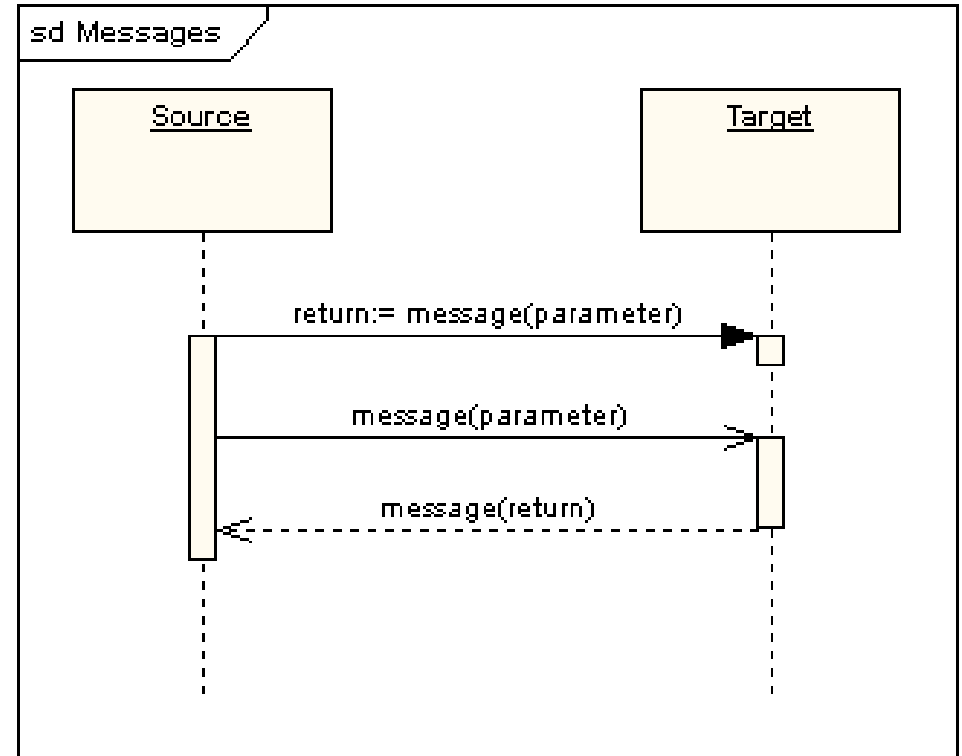 sd Messages
Source
Target
return:= message(parameter)
message(parameter)
message(return)